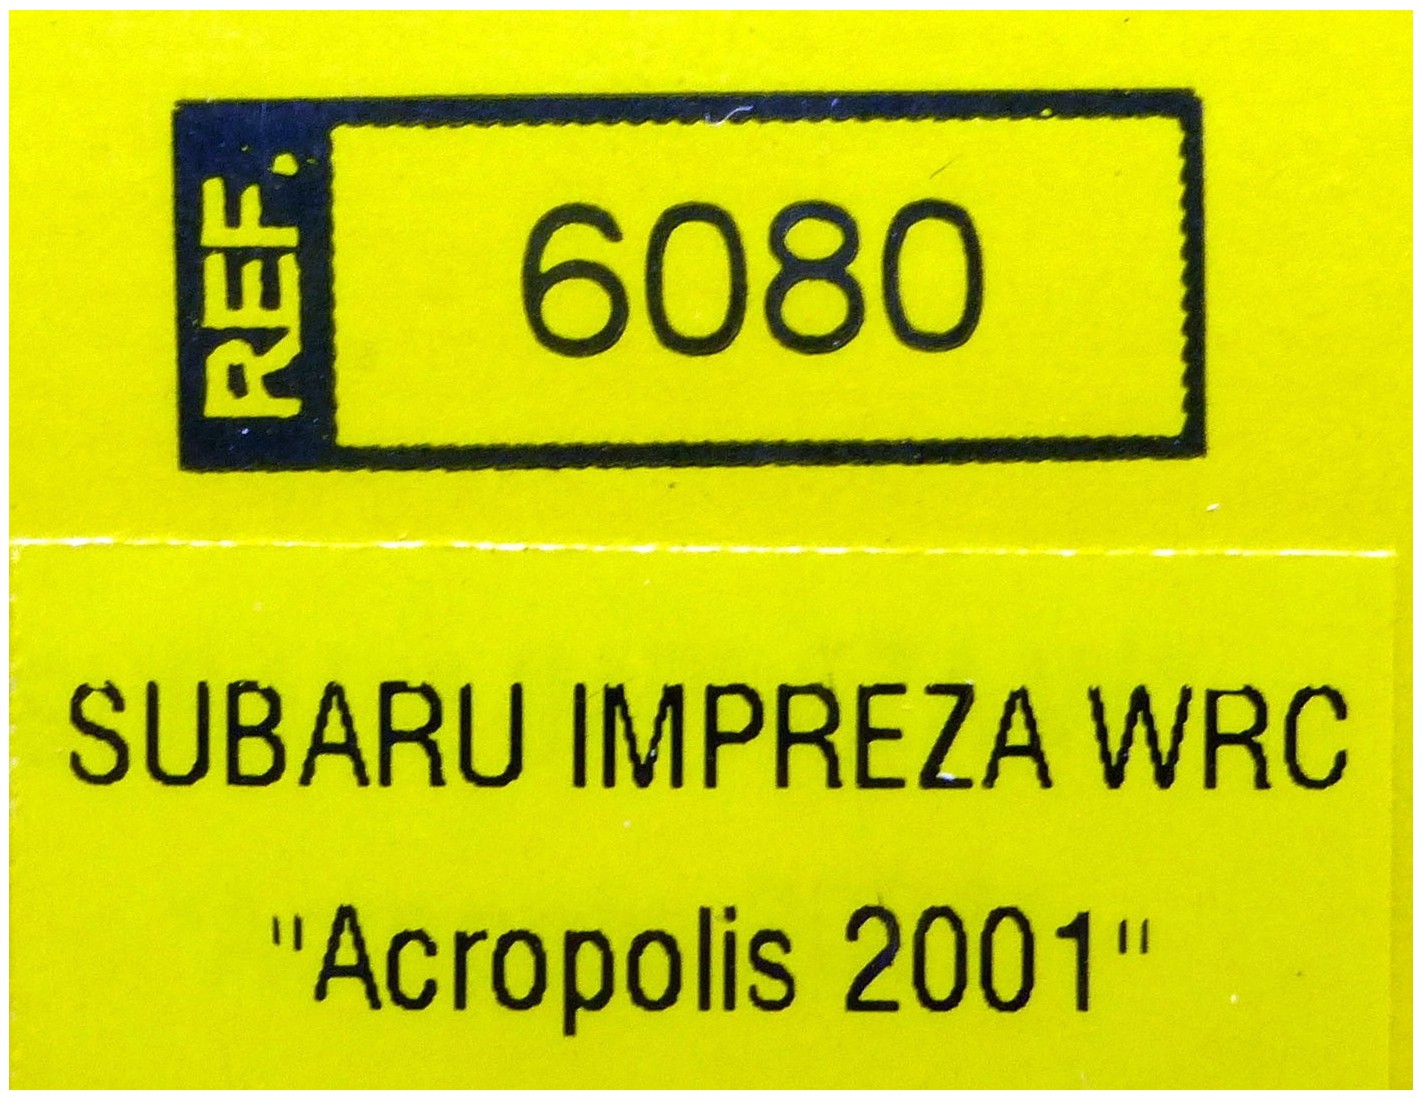 REF. 6080
SUBARU IMPREZA WRC
"Acropolis 2001"